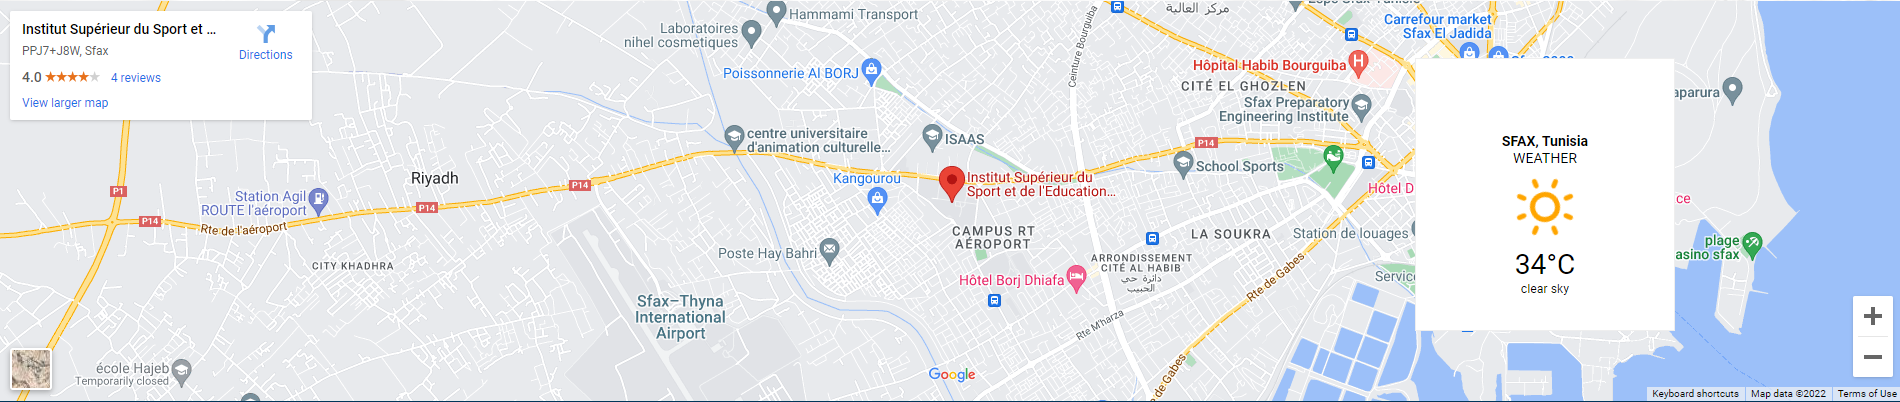 Institut Supérieur du Sport et ...
PPJ7+J8W, Sfax
4.0
4 reviews
View larger map
Directions
Hammami Transport
Laboratoires
nihel cosmetiques
Poissonnerie Al BORJ
Ceinture Bourguiba
مركز العالية
Carrefour market
Sfax El Jadida
Hôpital Habib Bourguiba
CITÉ EL GHOZLEN
Sfax Preparatory
Engineering Institute
aparura
centre universitaire
d'animation culturelle...
ISAAS
P14
School Sports
Riyadh
Kangourou
Institut Supérieur du
Sport et de l'Education...
P1
P14
P14
P14
Station Agil
ROUTE l'aéroport
Rte de l'aéroport
Hôtel D
ce
CAMPUS RT
AÉROPORT
LA SOUKRA
Station de louages
plage
asino sfax
Poste Hay Bahri
CITY KHADHRA
ARRONDISSEMENT
CITÉ AL HABIB
دائرة حي
الحبيب
Hôtel Borj Dhiafa
Rte de Gabes
Service
Sfax–Thyna
International
Airport
Rte M'harza
de Gabes
école Hajeb
Temporarily closed
Google
SFAX, Tunisia
WEATHER
34°C
clear sky
+
−
Keyboard shortcuts
Map data ©2022
Terms of Use